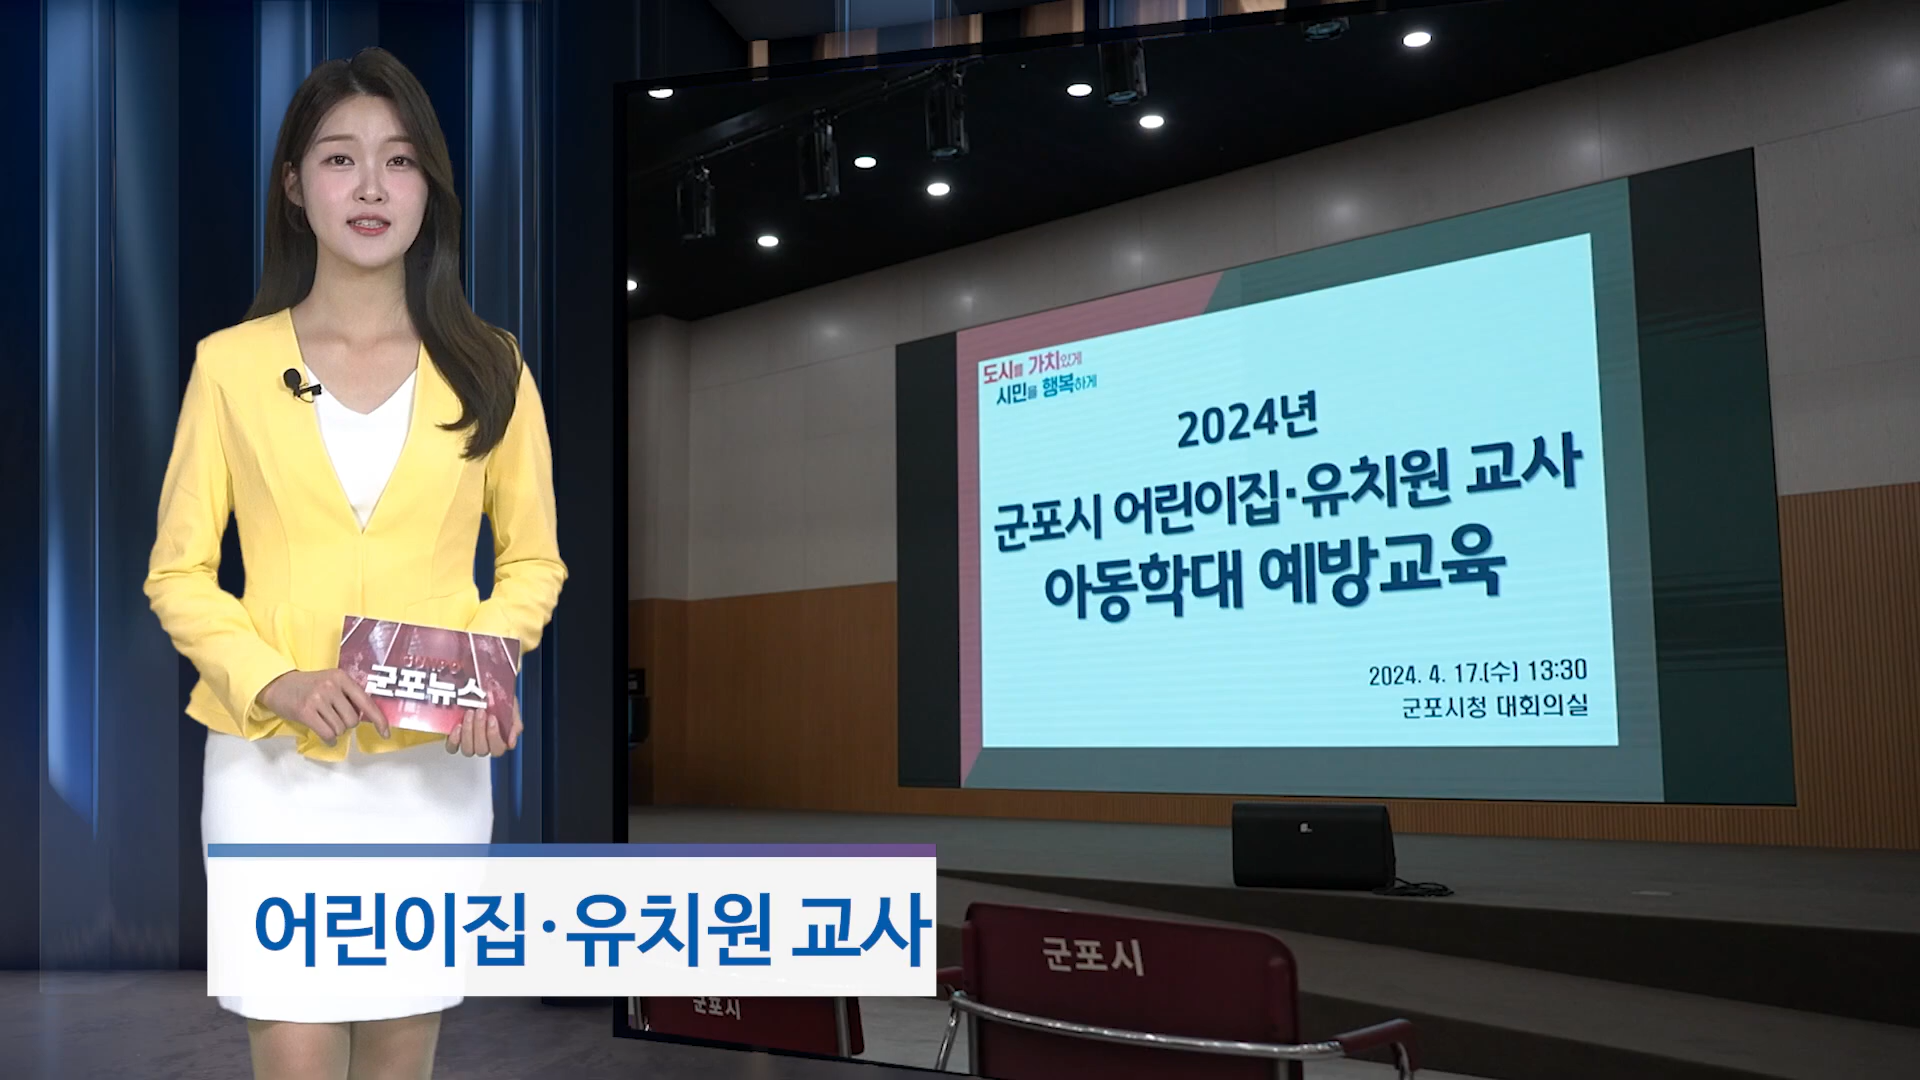 도시를 가치있게
시민을 행복하게
2024년
군포시 어린이집·유치원 교사
아동학대 예방교육
2024. 4. 17.(수) 13:30
군포시청 대회의실
GUNPO
군포뉴스
어린이집·유치원 교사
군포시
군포시